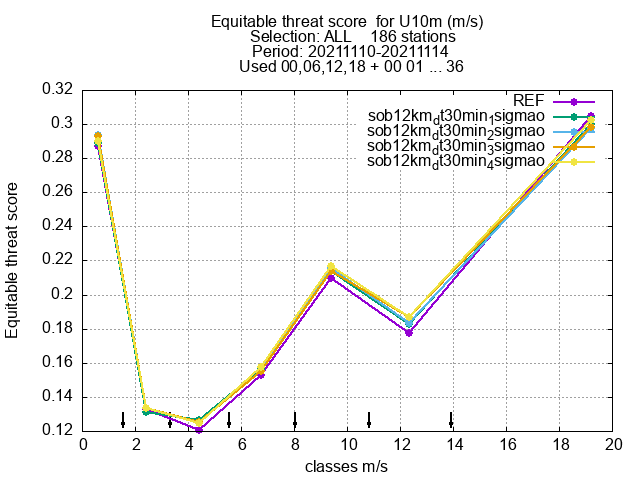 Equitable threat score  for U10m (m/s)
Selection: ALL    186 stations
Period: 20211110-20211114
Used 00,06,12,18 + 00 01 ... 36
REF
sob12km_dt30min_1sigmao
sob12km_dt30min_2sigmao
sob12km_dt30min_3sigmao
sob12km_dt30min_4sigmao
0.32
0.3
0.28
0.26
0.24
0.22
0.2
0.18
0.16
0.14
0.12
Equitable threat score
0 2 4 6 8 10 12 14 16 18 20
classes m/s